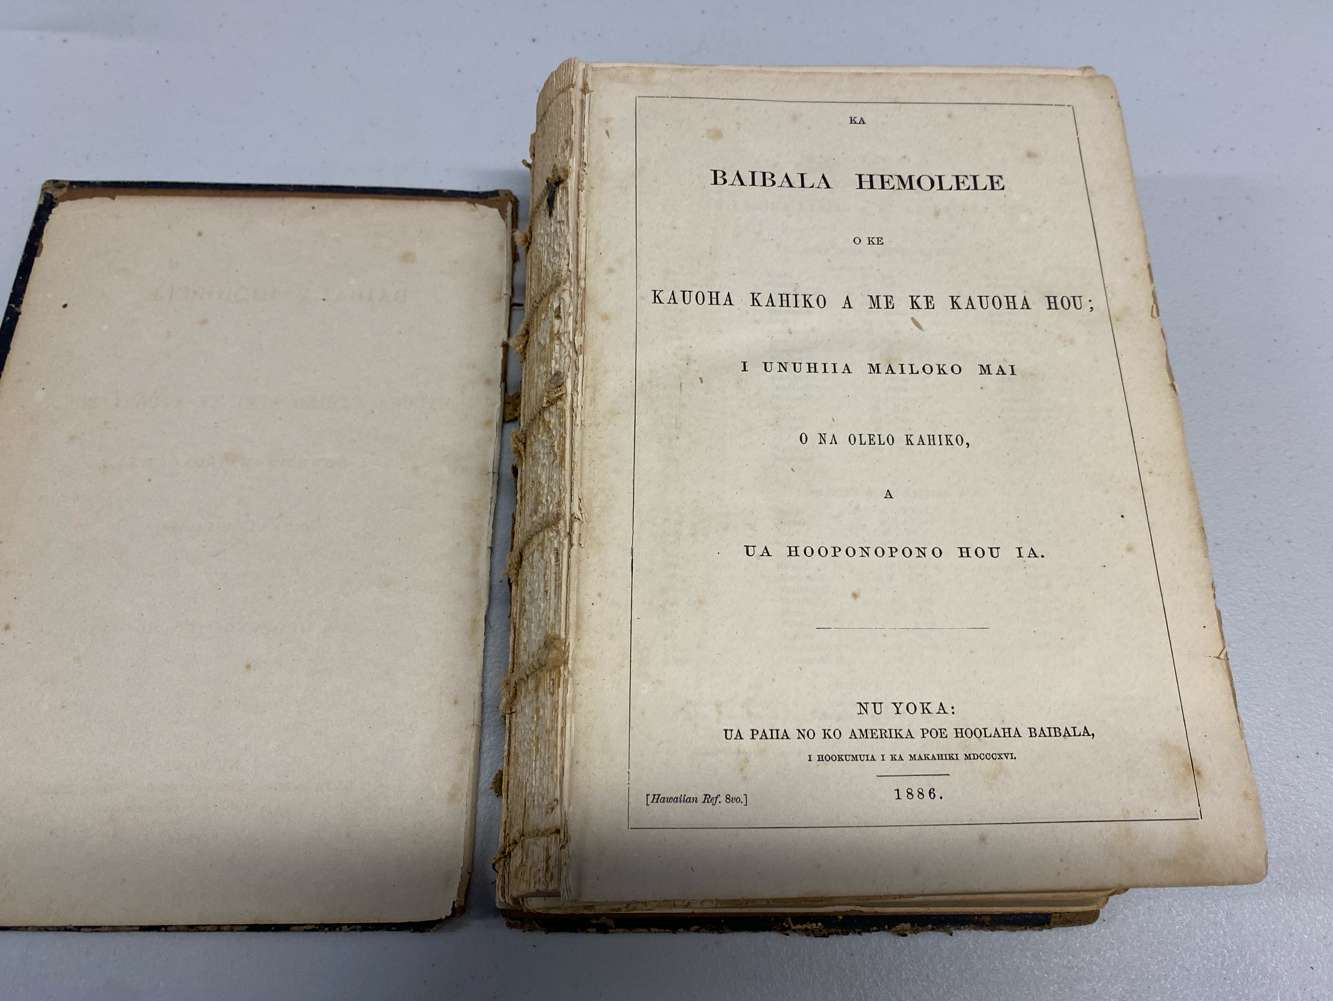 KA
BAIBALA HEMOLELE
O KE
KAUOHA KAHIKO A ME KE KAUOHA HOU;
I UNUHIIA MAILOKO MAI
O NA OLELO KAHIKO,
A
UA HOOPONOPONO HOU IA.
NU YOKA:
UA PAIIA NO KO AMERIKA POE HOOLAHA BAIBALA,
I HOOKUMUIA I KA MAKAHIKI MDCCCXVI.
1886.
[Hawaiian Ref. 8vo.]